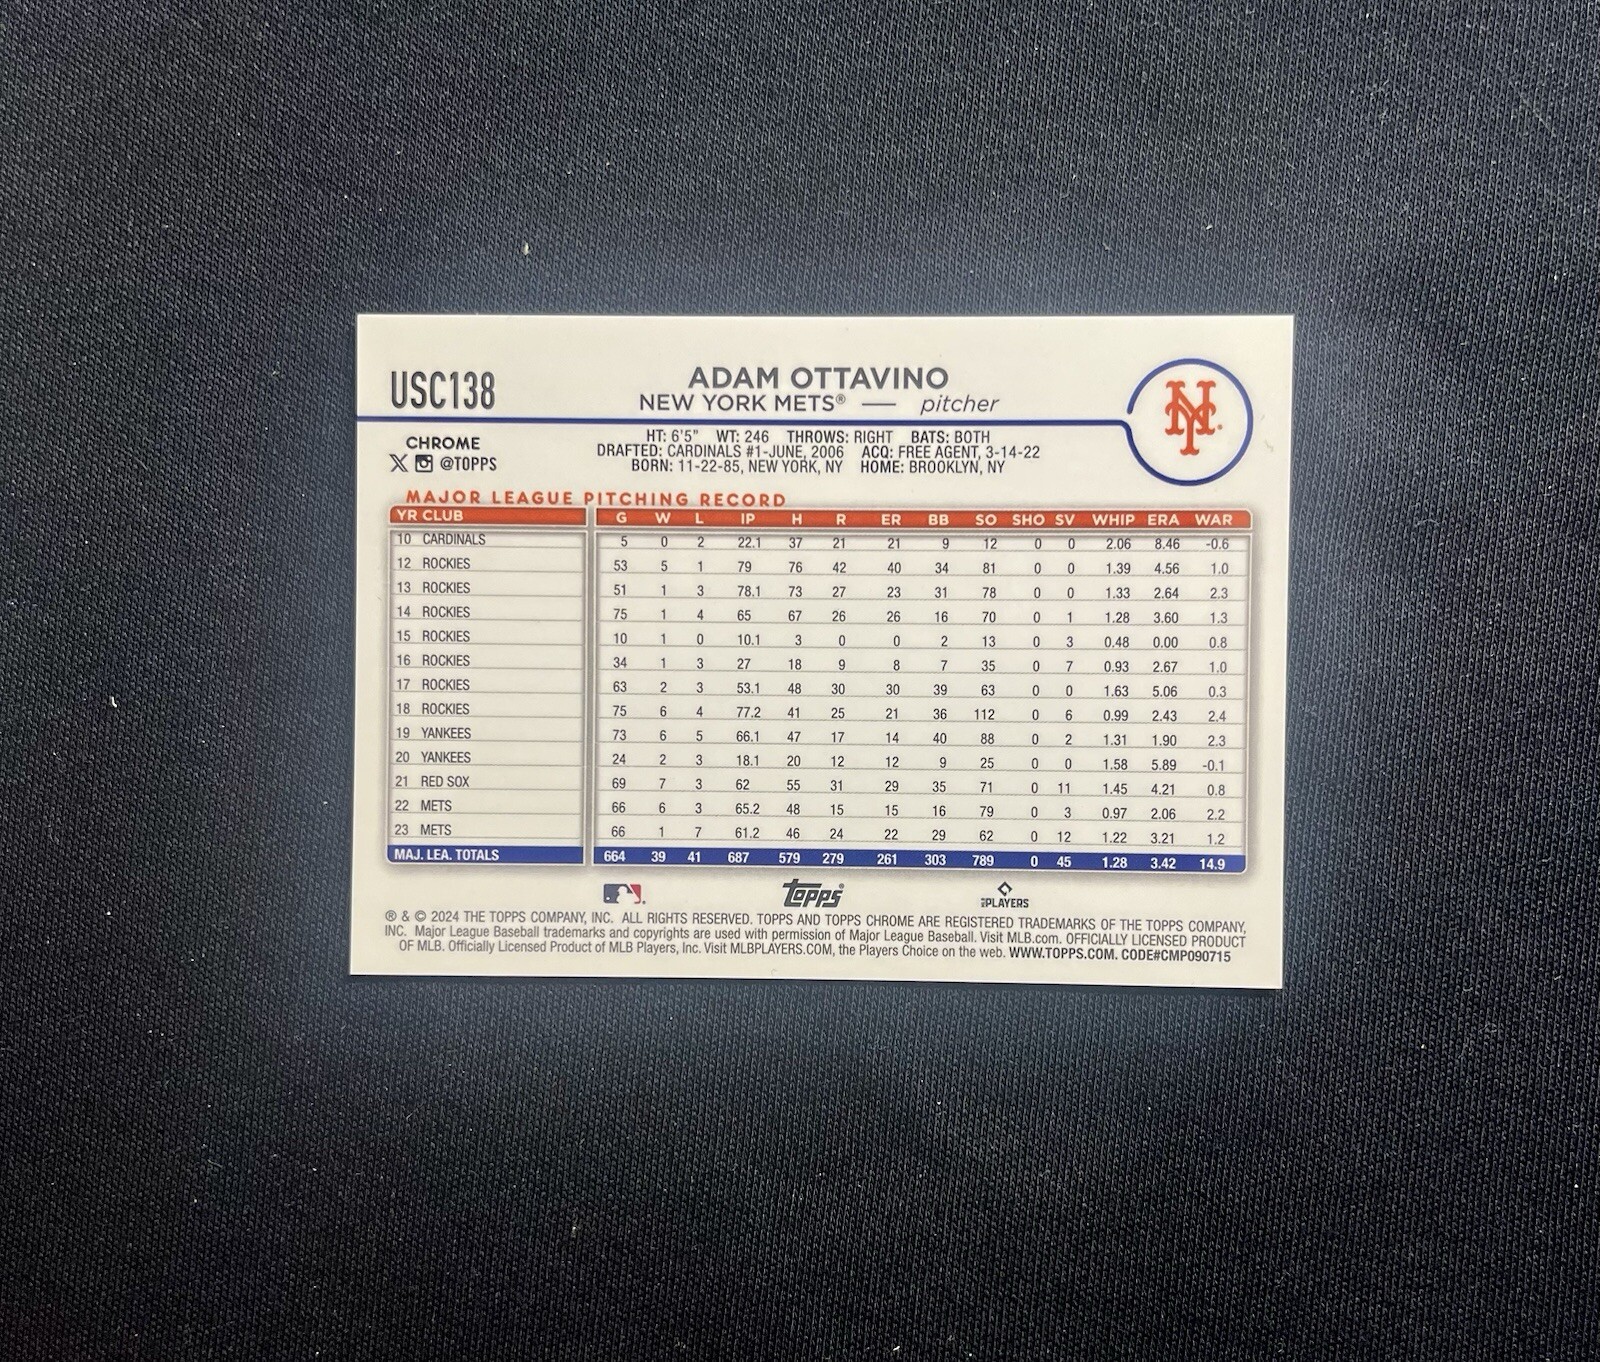 USC138
ADAM OTTAVINO
NEW YORK METS® — pitcher
CHROME
@TOPPS
HT: 6'5" WT: 246 THROWS: RIGHT BATS: BOTH
DRAFTED: CARDINALS #1-JUNE, 2006 ACQ: FREE AGENT, 3-14-22
BORN: 11-22-85, NEW YORK, NY HOME: BROOKLYN, NY
NY
MAJOR LEAGUE PITCHING RECORD
YR CLUB G W L IP H R ER BB SO SHO SV WHIP ERA WAR
10 CARDINALS 5 0 2 22.1 37 21 21 9 12 0 0 2.06 8.46 -0.6
12 ROCKIES 53 5 1 79 76 42 40 34 81 0 0 1.39 4.56 1.0
13 ROCKIES 51 1 3 78.1 73 27 23 31 78 0 0 1.33 2.64 2.3
14 ROCKIES 75 1 4 65 67 26 26 16 70 0 1 1.28 3.60 1.3
15 ROCKIES 10 1 0 10.1 3 0 0 2 13 0 3 0.48 0.00 0.8
16 ROCKIES 34 1 3 27 18 9 8 7 35 0 7 0.93 2.67 1.0
17 ROCKIES 63 2 3 53.1 48 30 30 39 63 0 0 1.63 5.06 0.3
18 ROCKIES 75 6 4 77.2 41 25 21 36 112 0 6 0.99 2.43 2.4
19 YANKEES 73 6 5 66.1 47 17 14 40 88 0 2 1.31 1.90 2.3
20 YANKEES 24 2 3 18.1 20 12 12 9 25 0 0 1.58 5.89 -0.1
21 RED SOX 69 7 3 62 55 31 29 35 71 0 11 1.45 4.21 0.8
22 METS 66 6 3 65.2 48 15 15 16 79 0 3 0.97 2.06 2.2
23 METS 66 1 7 61.2 46 24 22 29 62 0 12 1.22 3.21 1.2
MAJ. LEA. TOTALS 664 39 41 687 579 279 261 303 789 0 45 1.28 3.42 14.9
Topps® PLAYERS
® & © 2024 THE TOPPS COMPANY, INC. ALL RIGHTS RESERVED. TOPPS AND TOPPS CHROME ARE REGISTERED TRADEMARKS OF THE TOPPS COMPANY,
INC. Major League Baseball trademarks and copyrights are used with permission of Major League Baseball. Visit MLB.com. OFFICIALLY LICENSED PRODUCT
OF MLB. Officially Licensed Product of MLB Players, Inc. Visit MLBPLAYERS.COM, the Players Choice on the web. WWW.TOPPS.COM. CODE#CMP090715